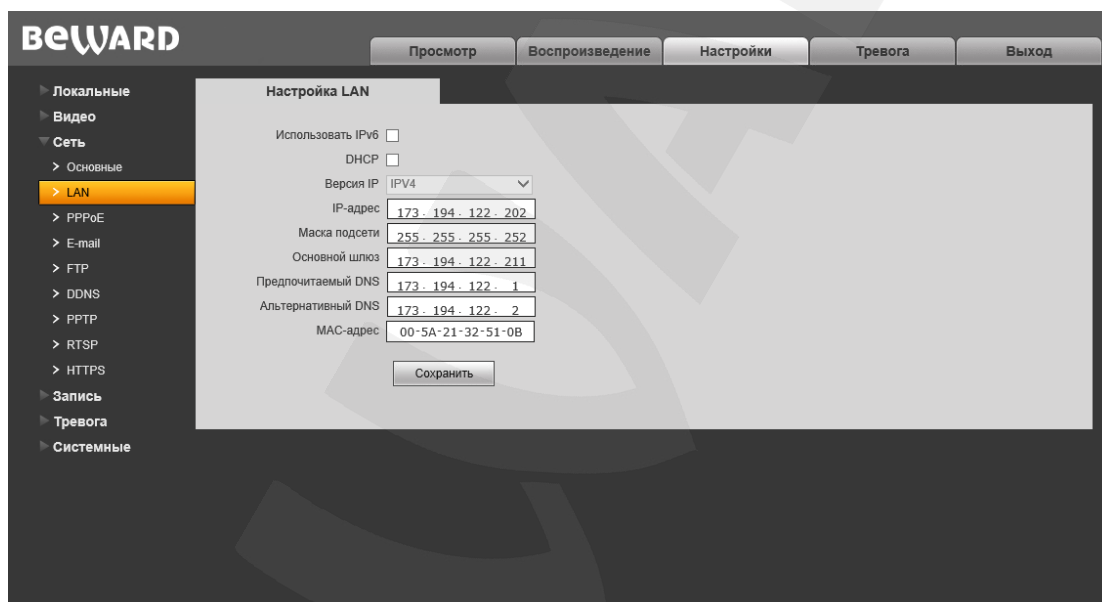 BEWARD
Просмотр Воспроизведение Настройки Тревога Выход
Локальные
Видео
Сеть
> Основные
> LAN
> PPPoE
> E-mail
> FTP
> DDNS
> PPTP
> RTSP
> HTTPS
Запись
Тревога
Системные
Настройка LAN
Использовать IPv6
DHCP
Версия IP IPV4
IP-адрес 173 . 194 . 122 . 202
Маска подсети 255 . 255 . 255 . 252
Основной шлюз 173 . 194 . 122 . 211
Предпочитаемый DNS 173 . 194 . 122 . 1
Альтернативный DNS 173 . 194 . 122 . 2
MAC-адрес 00-5A-21-32-51-0B
Сохранить